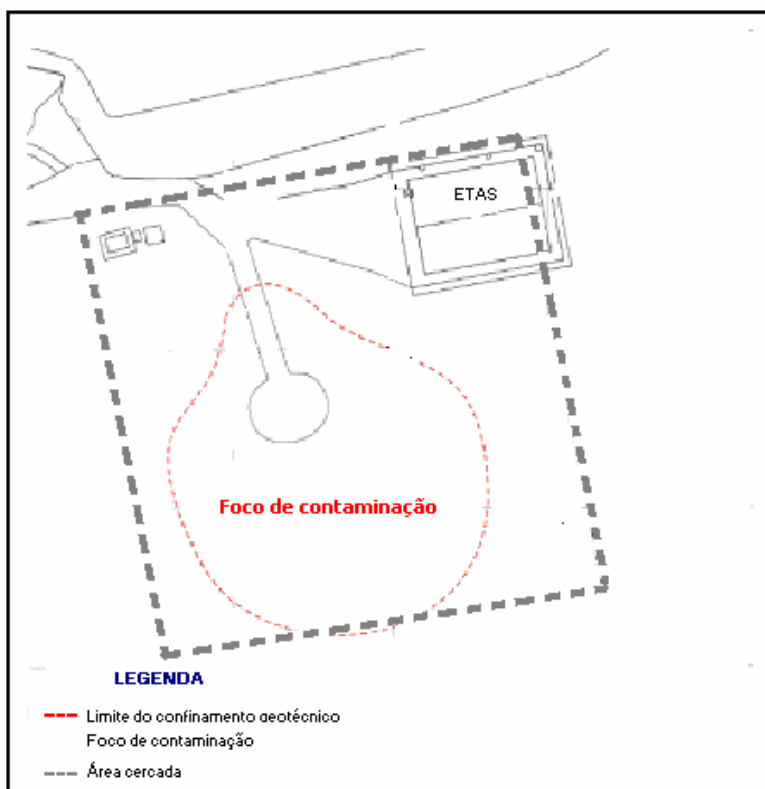 ETAS
Foco de contaminação
LEGENDA
Limite do confinamento geotécnico
Foco de contaminação
Área cercada